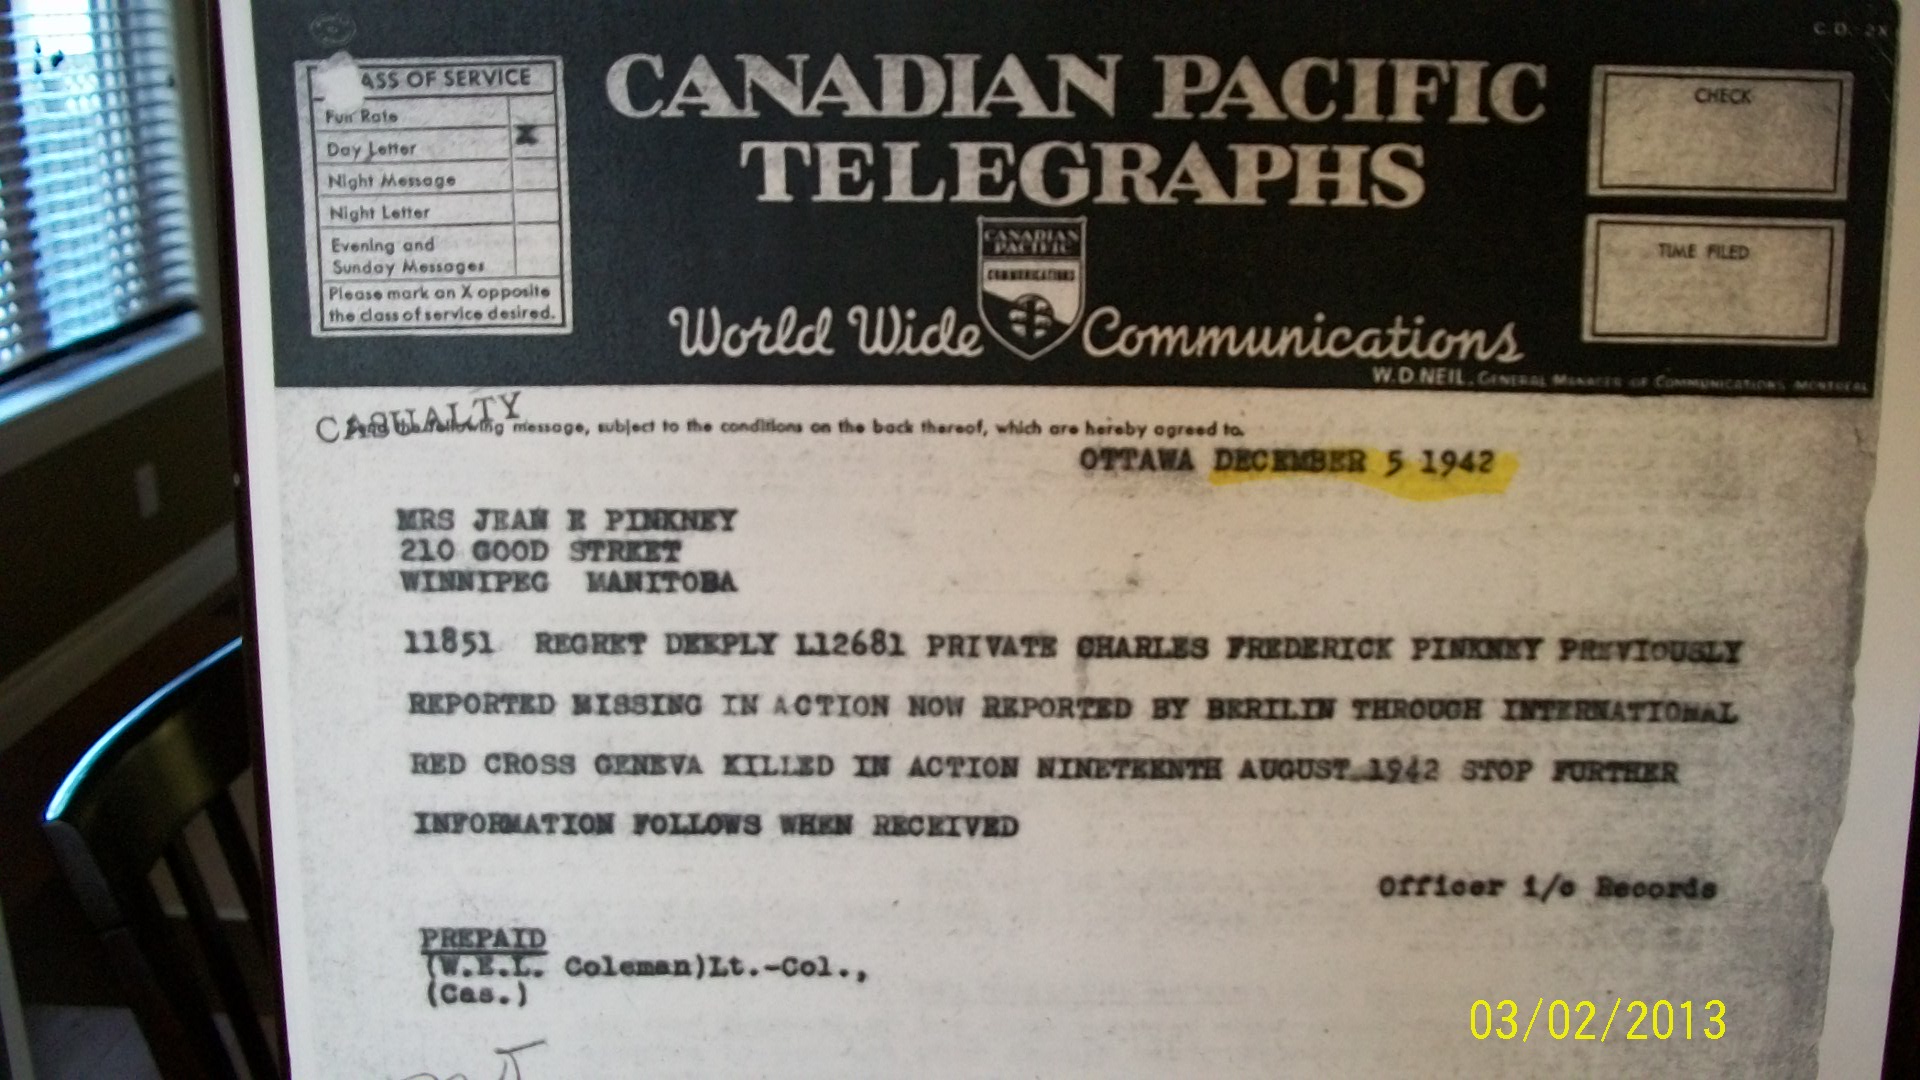 C.D. 2X
ASS OF SERVICE
Full Rate
Day Letter
X
Night Message
Night Letter
Evening and
Sunday Messages
Please mark an X opposite
the class of service desired.
CANADIAN PACIFIC
TELEGRAPHS
CANADIAN
PACIFIC
COMMUNICATIONS
World Wide Communications
CHECK
TIME FILED
W.D. NEIL, GENERAL MANAGER OF COMMUNICATIONS, MONTREAL
CASUALTY
Send the following message, subject to the conditions on the back thereof, which are hereby agreed to.
OTTAWA DECEMBER 5 1942
MRS JEAN E PINKNEY
210 GOOD STREET
WINNIPEG MANITOBA
11851 REGRET DEEPLY L12681 PRIVATE CHARLES FREDERICK PINKNEY PREVIOUSLY
REPORTED MISSING IN ACTION NOW REPORTED BY BERILIN THROUGH INTERNATIONAL
RED CROSS GENEVA KILLED IN ACTION NINETEENTH AUGUST 1942 STOP FURTHER
INFORMATION FOLLOWS WHEN RECEIVED
Officer i/c Records
PREPAID
(W.E.L. Coleman)Lt.-Col.,
(Cas.)
03/02/2013